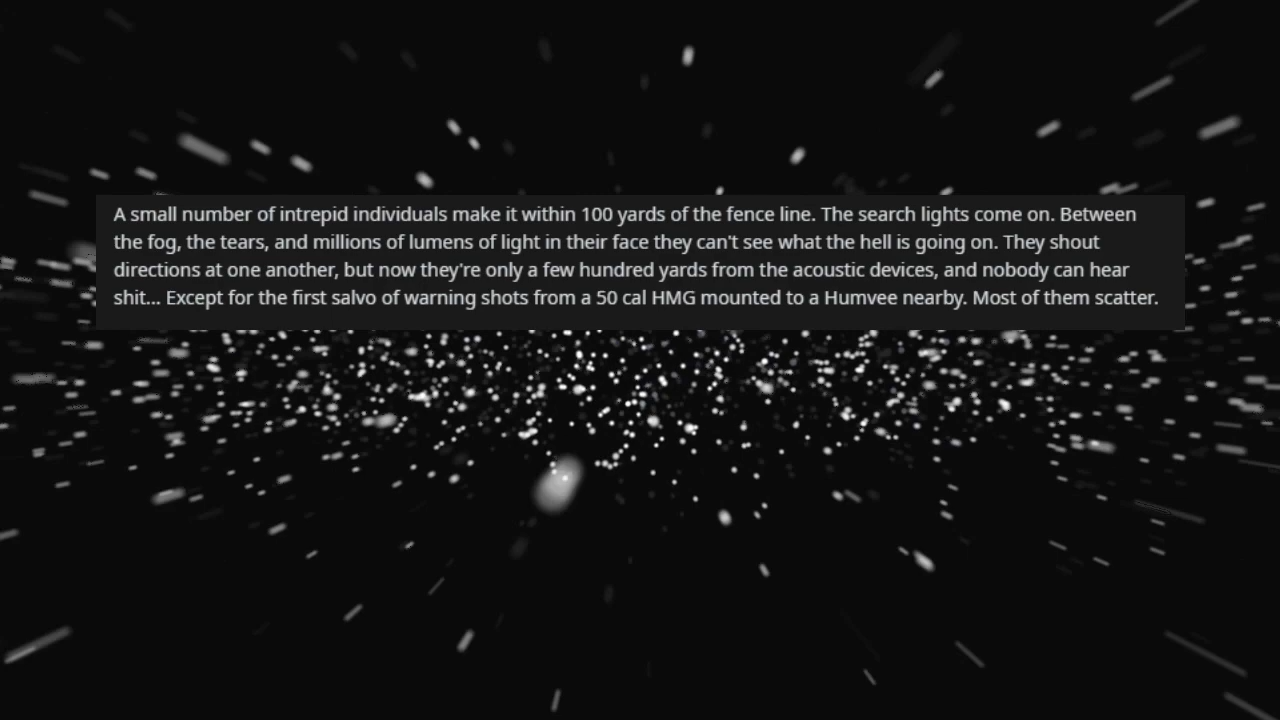 A small number of intrepid individuals make it within 100 yards of the fence line. The search lights come on. Between
the fog, the tears, and millions of lumens of light in their face they can't see what the hell is going on. They shout
directions at one another, but now they're only a few hundred yards from the acoustic devices, and nobody can hear
shit... Except for the first salvo of warning shots from a 50 cal HMG mounted to a Humvee nearby. Most of them scatter.